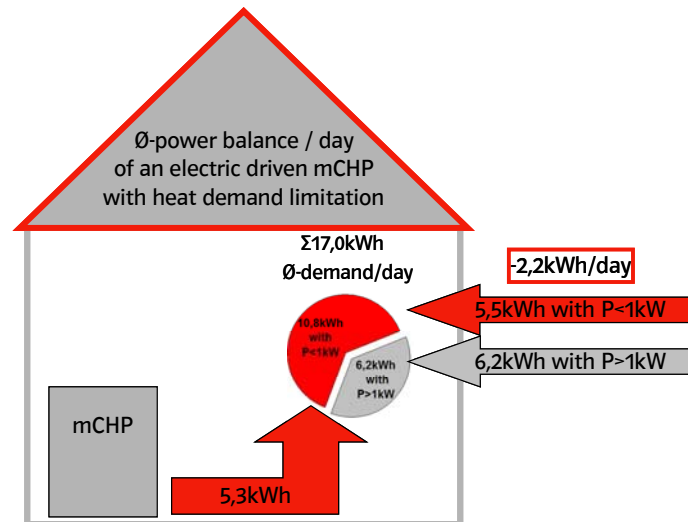 Ø-power balance / day
of an electric driven mCHP
with heat demand limitation
Σ17,0kWh
Ø-demand/day
-2,2kWh/day
10,8kWh
with
P<1kW
5,5kWh with P<1kW
6,2kWh
with
P>1kW
6,2kWh with P>1kW
mCHP
5,3kWh